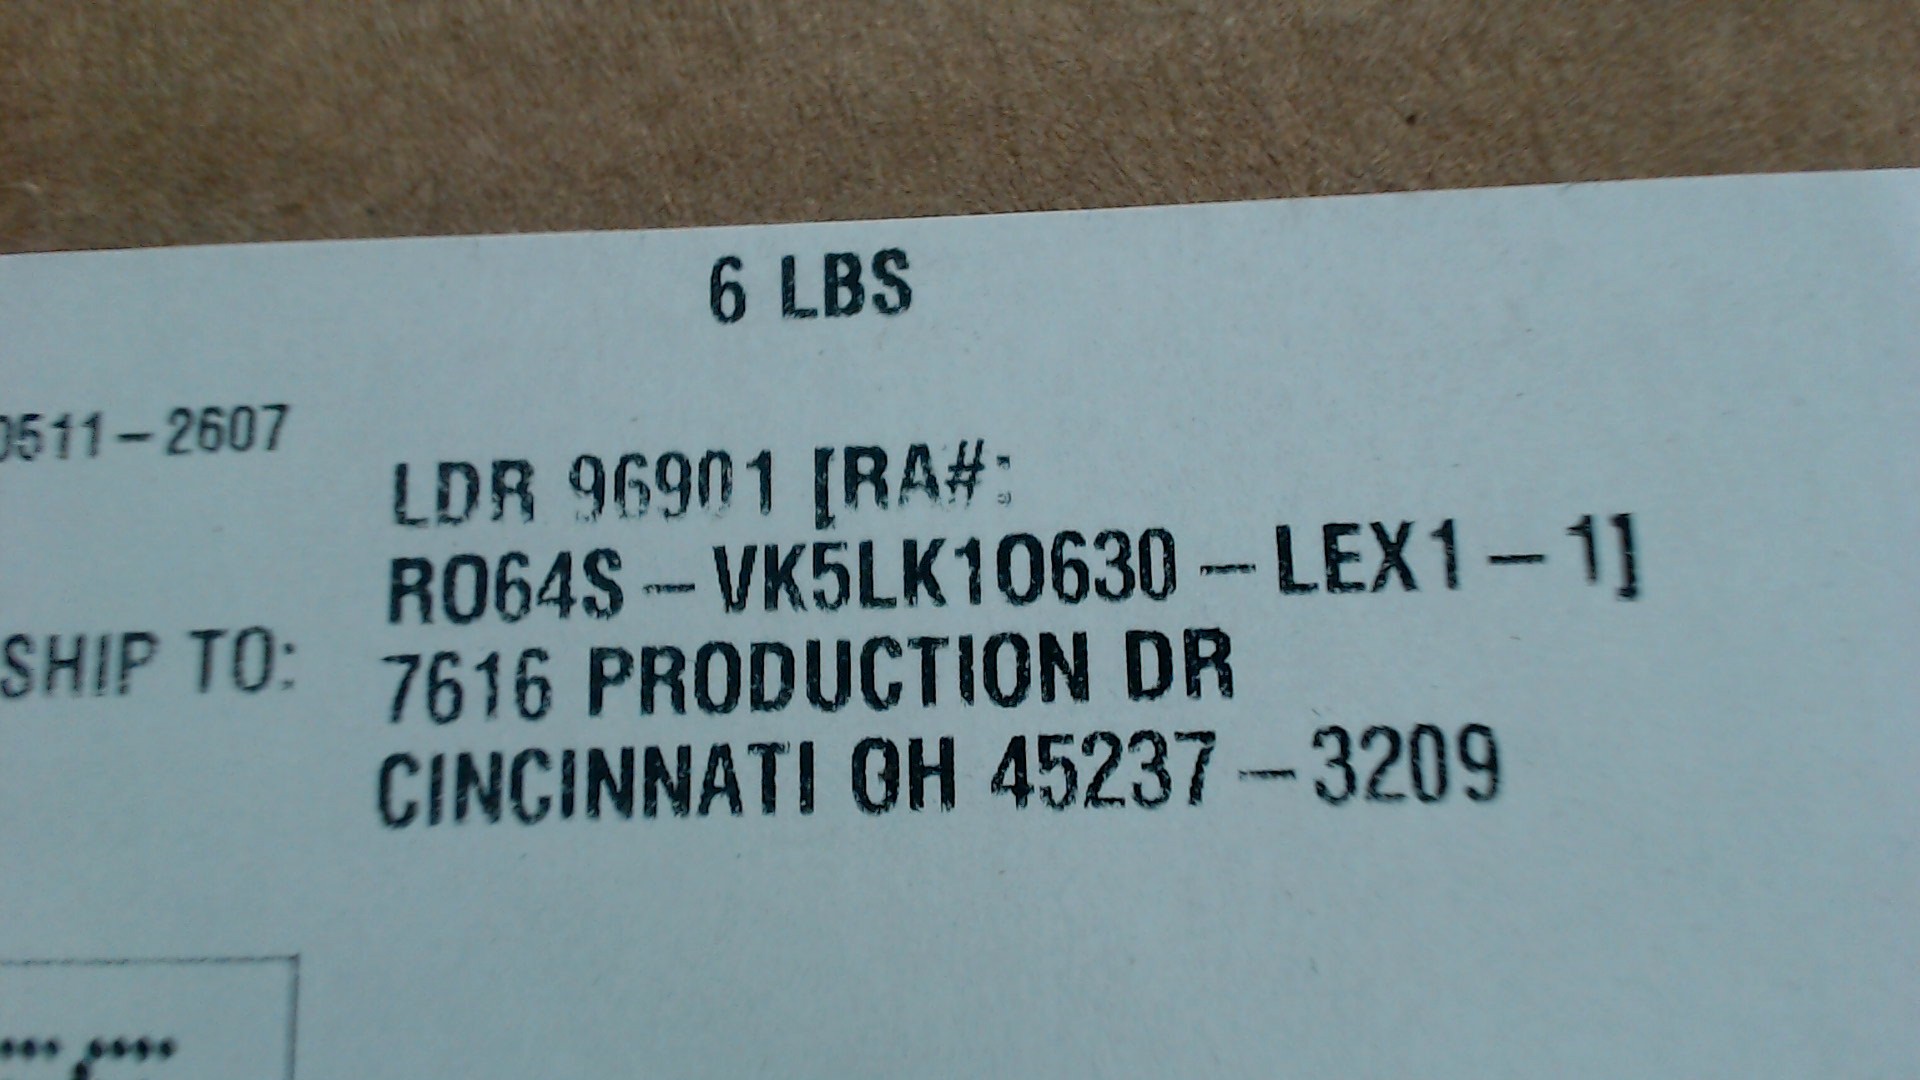 6 LBS
0511-2607
LDR 96901 [RA#:
RO64S-VK5LK10630-LEX1-1]
SHIP TO:
7616 PRODUCTION DR
CINCINNATI OH 45237-3209